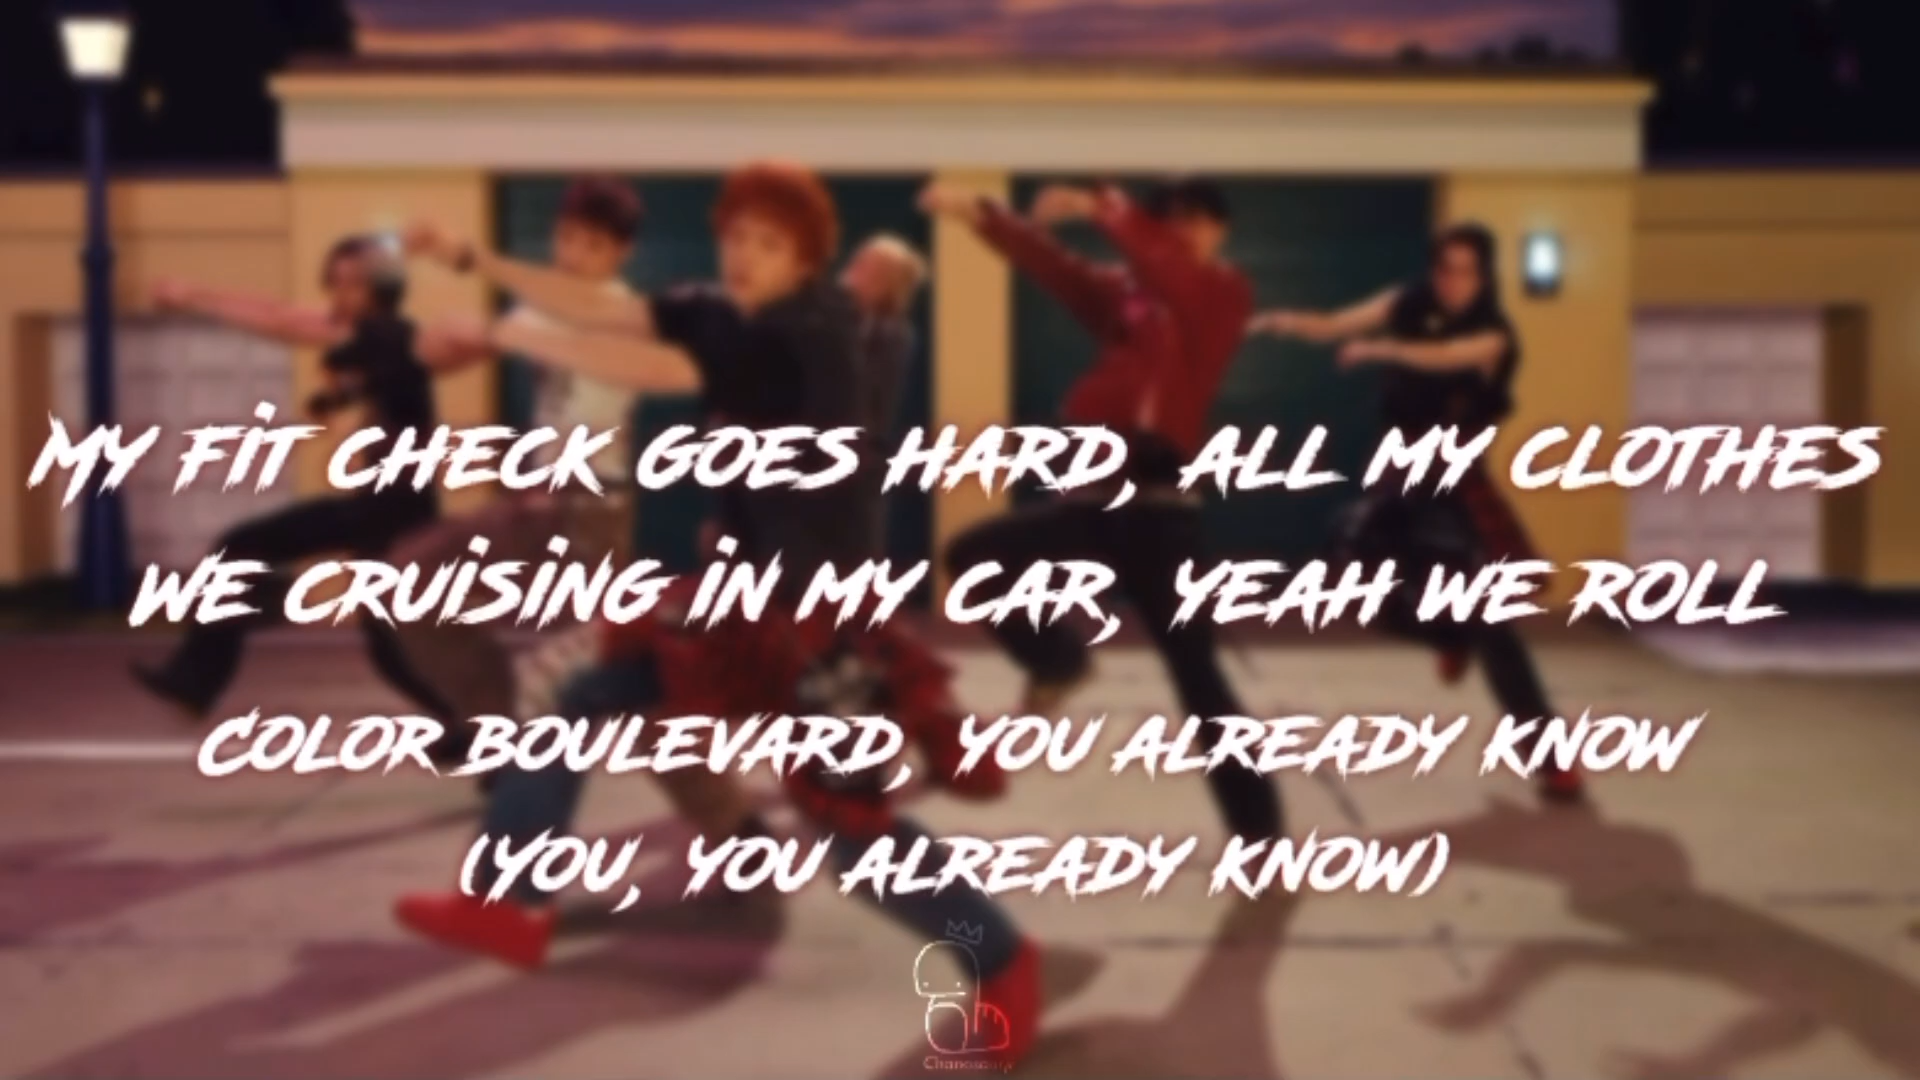 MY FIT CHECK GOES HARD, ALL MY CLOTHES
WE CRUISING IN MY CAR, YEAH WE ROLL
COLOR BOULEVARD, YOU ALREADY KNOW
(YOU, YOU ALREADY KNOW)